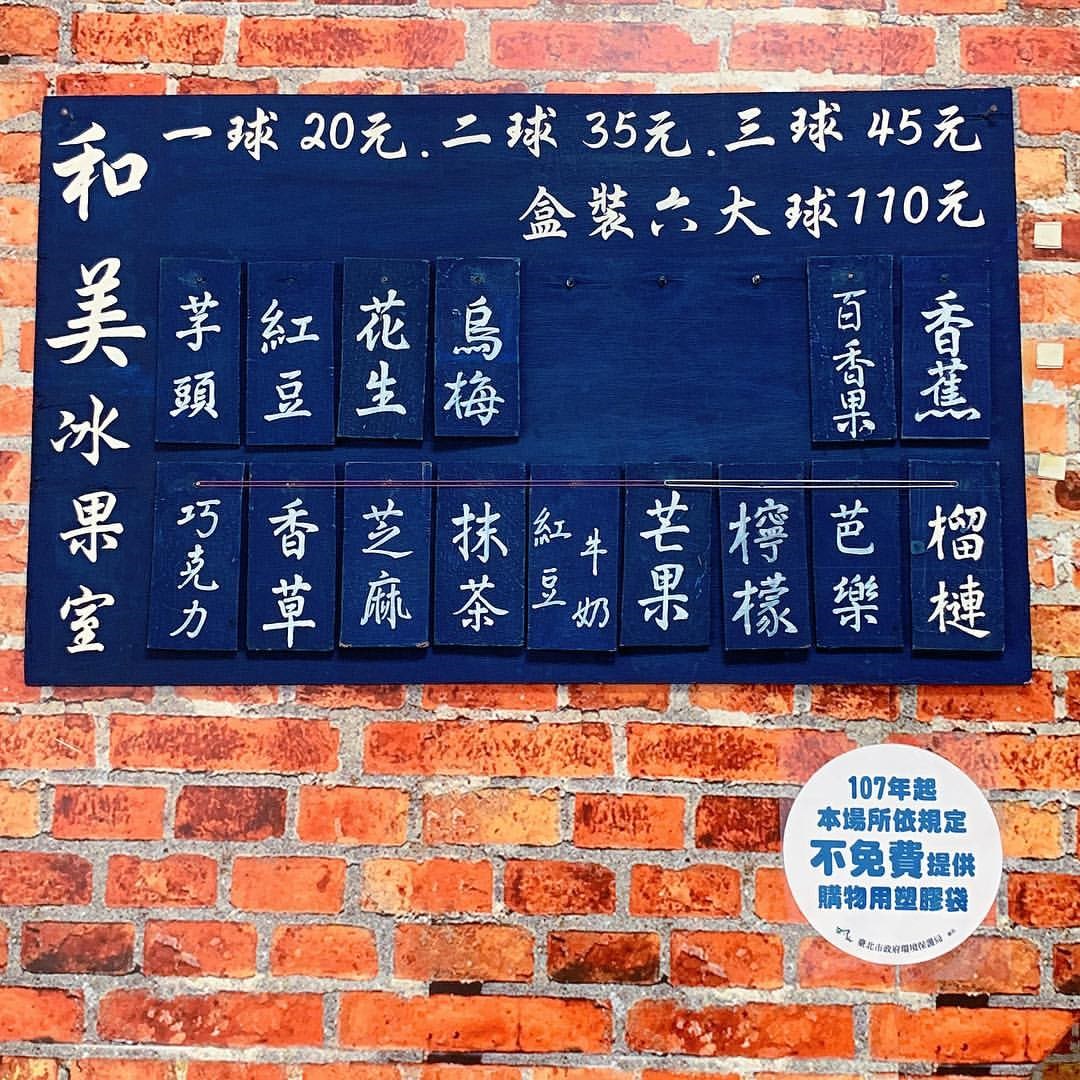 和美冰果室
一球 20元.二球 35元.三球 45元
盒裝六大球110元
芋頭
紅豆
花生
烏梅
百香果
香蕉
巧克力
香草
芝麻
抹茶
紅豆牛奶
芒果
檸檬
芭樂
榴槤
107年起
本場所依規定
不免費提供
購物用塑膠袋
臺北市政府環境保護局